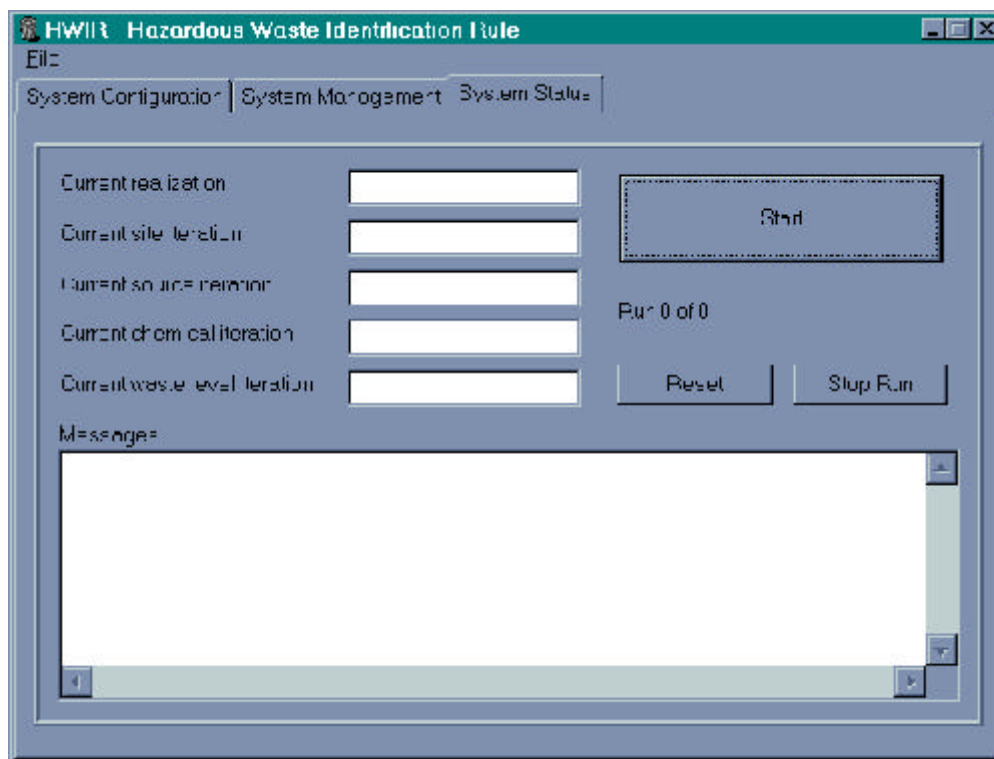 HWIR Hazardous Waste Identification Rule
File
System Configuration System Management System Status
Current realization
Start
Current site iteration
Current source iteration
Run 0 of 0
Current chemical iteration
Current waste level iteration
Reset Stop Run
Messages